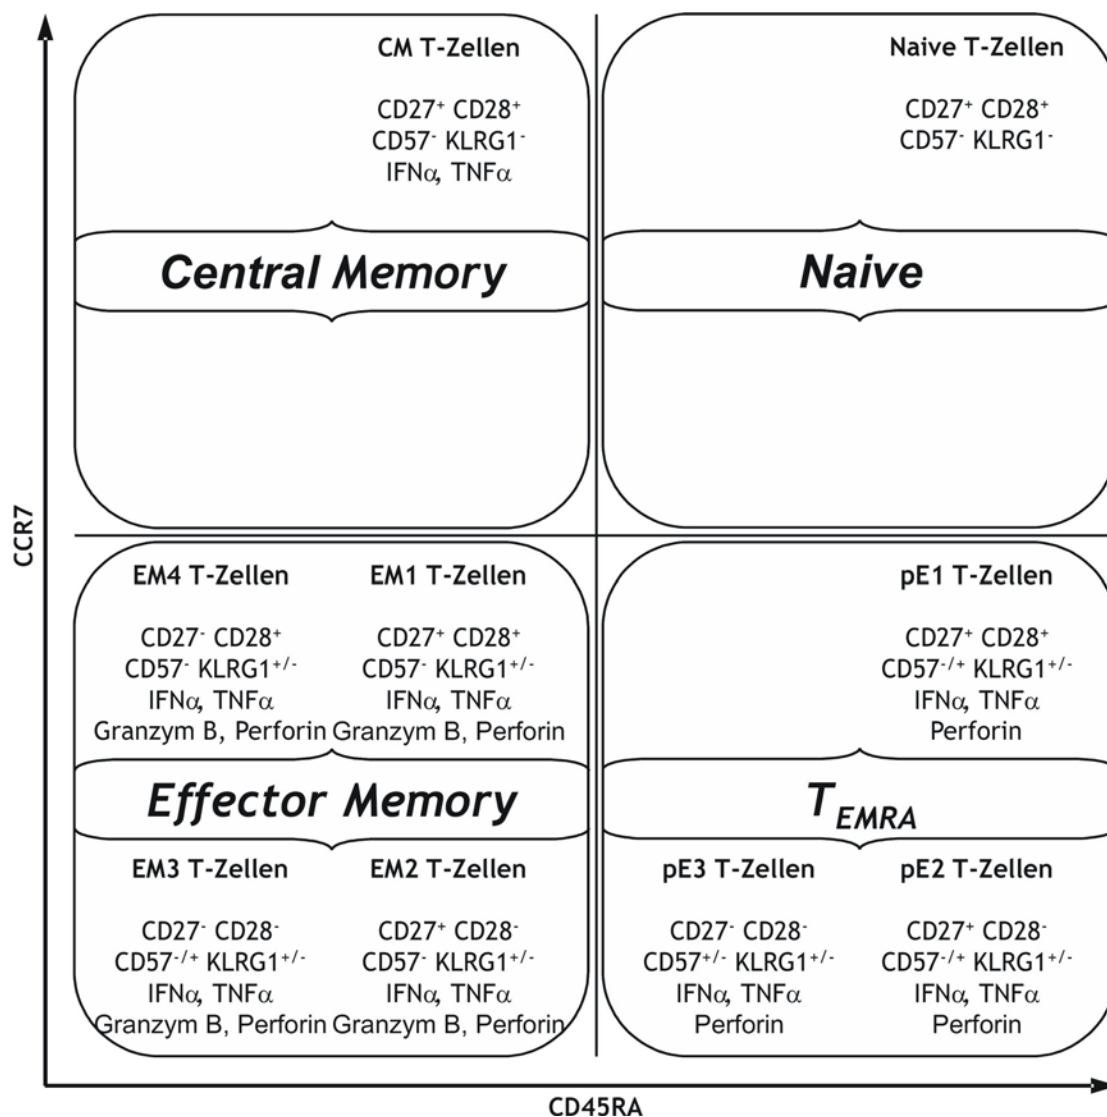 CM T-Zellen
CD27⁺ CD28⁺
CD57⁻ KLRG1⁻
IFNα, TNFα
Central Memory
Naive T-Zellen
CD27⁺ CD28⁺
CD57⁻ KLRG1⁻
Naive
CCR7
EM4 T-Zellen
CD27⁻ CD28⁺
CD57⁻ KLRG1⁺/⁻
IFNα, TNFα
Granzym B, Perforin
EM1 T-Zellen
CD27⁺ CD28⁺
CD57⁻ KLRG1⁺/⁻
IFNα, TNFα
Granzym B, Perforin
Effector Memory
EM3 T-Zellen
CD27⁻ CD28⁻
CD57⁻/⁺ KLRG1⁺/⁻
IFNα, TNFα
Granzym B, Perforin
EM2 T-Zellen
CD27⁺ CD28⁻
CD57⁻ KLRG1⁺/⁻
IFNα, TNFα
Granzym B, Perforin
pE1 T-Zellen
CD27⁺ CD28⁺
CD57⁻/⁺ KLRG1⁺/⁻
IFNα, TNFα
Perforin
T EMRA
pE3 T-Zellen
CD27⁻ CD28⁻
CD57⁺/⁻ KLRG1⁺/⁻
IFNα, TNFα
Perforin
pE2 T-Zellen
CD27⁺ CD28⁻
CD57⁻/⁺ KLRG1⁺/⁻
IFNα, TNFα
Perforin
CD45RA